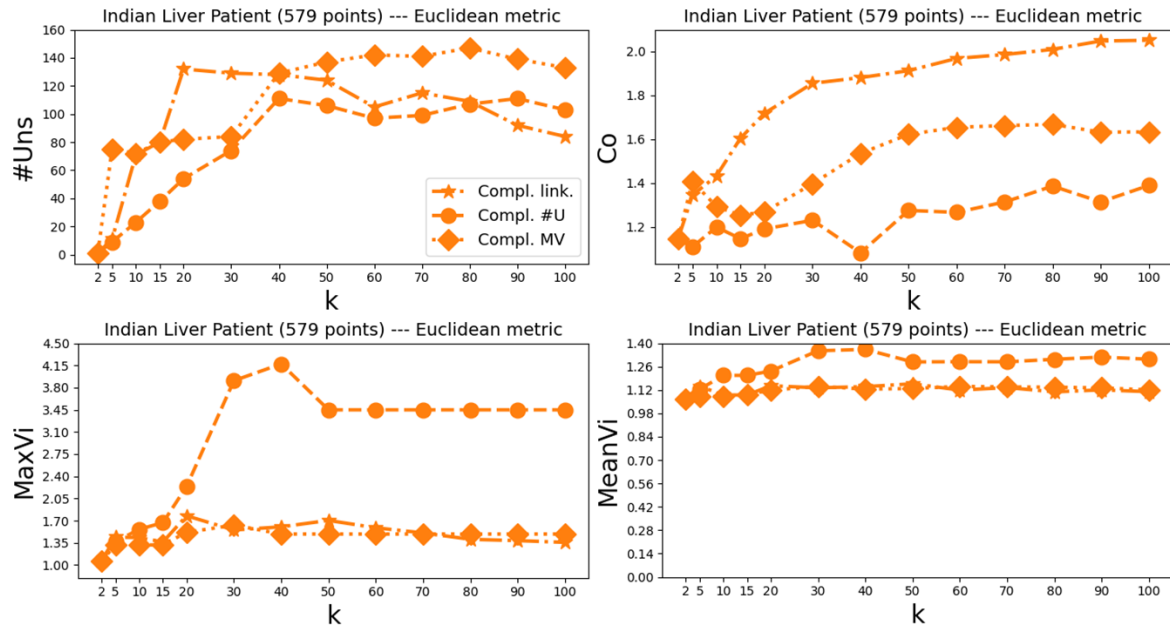 Indian Liver Patient (579 points) --- Euclidean metric
160
140
120
100
80
60
40
20
0
#Uns
Compl. link.
Compl. #U
Compl. MV
2 5 10 15 20 30 40 50 60 70 80 90 100
k
Indian Liver Patient (579 points) --- Euclidean metric
2.0
1.8
1.6
1.4
1.2
Co
2 5 10 15 20 30 40 50 60 70 80 90 100
k
Indian Liver Patient (579 points) --- Euclidean metric
4.50
4.15
3.80
3.45
3.10
2.75
2.40
2.05
1.70
1.35
1.00
MaxVi
2 5 10 15 20 30 40 50 60 70 80 90 100
k
Indian Liver Patient (579 points) --- Euclidean metric
1.40
1.26
1.12
0.98
0.84
0.70
0.56
0.42
0.28
0.14
0.00
MeanVi
2 5 10 15 20 30 40 50 60 70 80 90 100
k